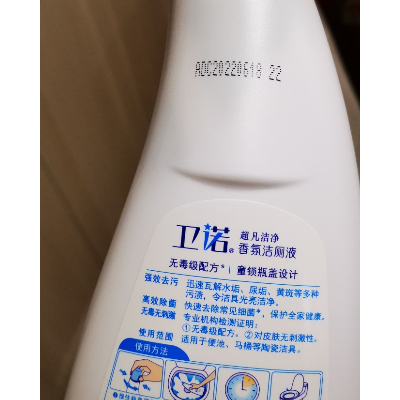 ADC20220618 22
卫诺® 超凡洁净
香氛洁厕液
无毒级配方*|童锁瓶盖设计
强效去污 迅速瓦解水垢、尿垢、黄斑等多种
污渍,令洁具光亮洁净。
高效除菌 快速去除常见细菌*,保护全家健康。
无毒无刺激 专业机构检测证明:
①无毒级配方。②对皮肤无刺激性。
使用范围 适用于便池、马桶等陶瓷洁具。
使用方法